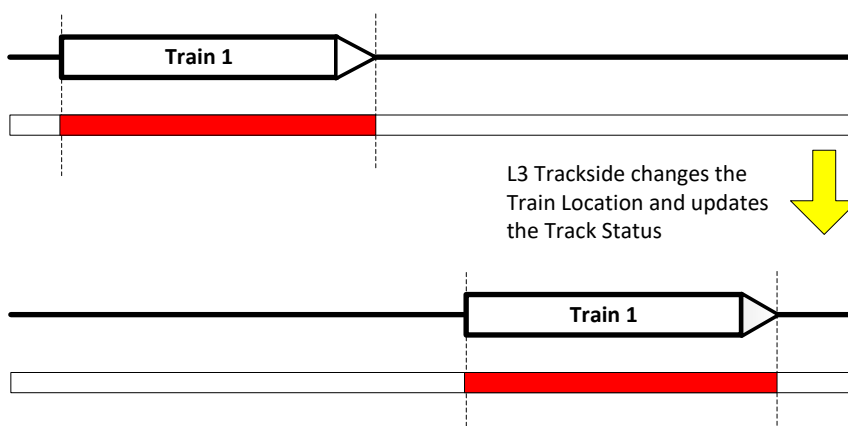 Train 1
L3 Trackside changes the
Train Location and updates
the Track Status
Train 1